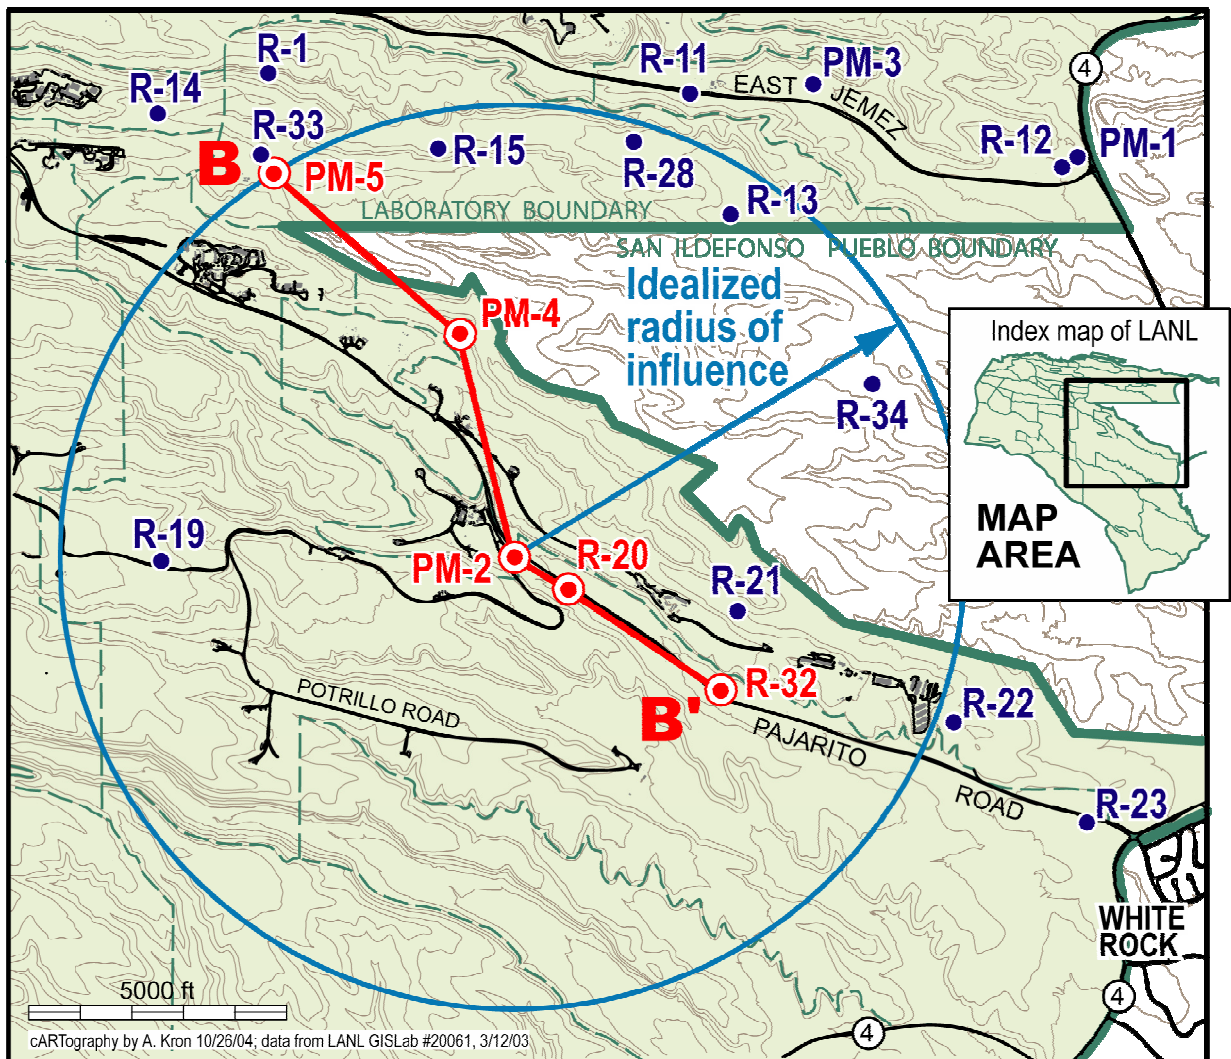 R-1
R-11
PM-3
4
R-14
EAST JEMEZ
R-33
R-12
PM-1
B
PM-5
R-15
R-28
R-13
LABORATORY BOUNDARY
SAN ILDEFONSO PUEBLO BOUNDARY
Idealized
radius of
influence
PM-4
Index map of LANL
R-34
MAP
AREA
R-19
PM-2
R-20
R-21
R-32
B'
R-22
POTRILLO ROAD
PAJARITO ROAD
R-23
WHITE
ROCK
5000 ft
4
4
cARTography by A. Kron 10/26/04; data from LANL GISLab #20061, 3/12/03